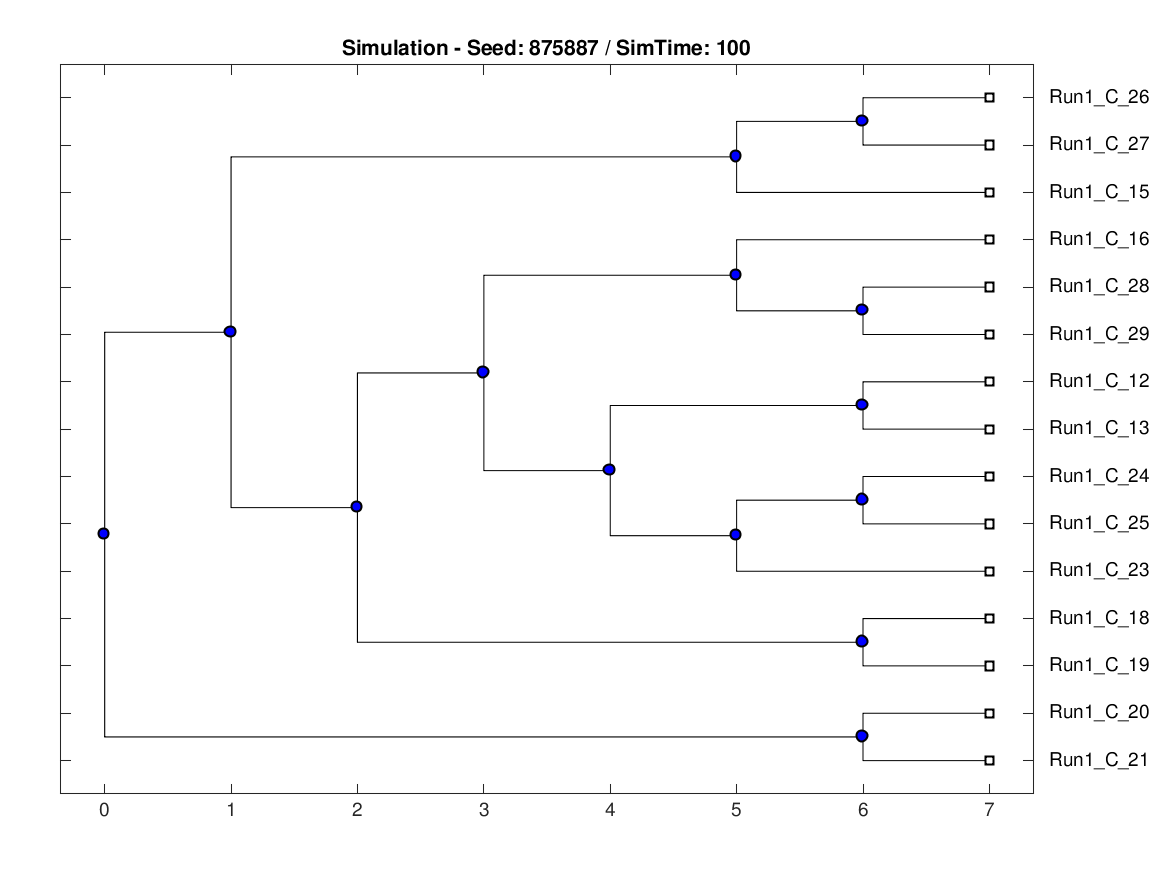 Simulation - Seed: 875887 / SimTime: 100
Run1_C_26
Run1_C_27
Run1_C_15
Run1_C_16
Run1_C_28
Run1_C_29
Run1_C_12
Run1_C_13
Run1_C_24
Run1_C_25
Run1_C_23
Run1_C_18
Run1_C_19
Run1_C_20
Run1_C_21
0 1 2 3 4 5 6 7